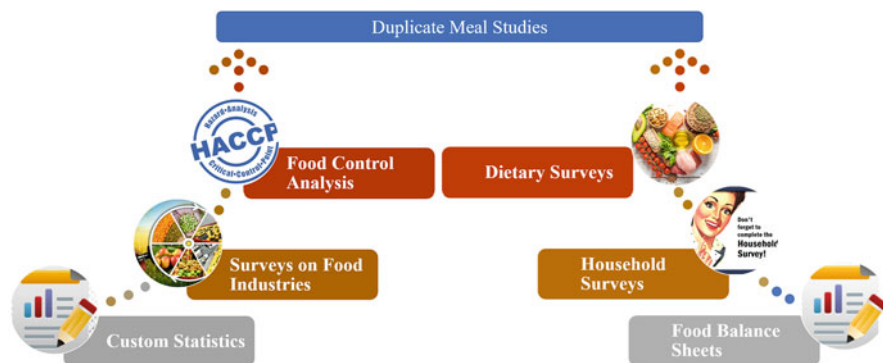 Duplicate Meal Studies
Hazard•Analysis
HACCP
Critical•Control•Point
Food Control
Analysis
Dietary Surveys
Don't
forget to
complete the
Household
Survey!
Surveys on Food
Industries
Household
Surveys
Custom Statistics
Food Balance
Sheets